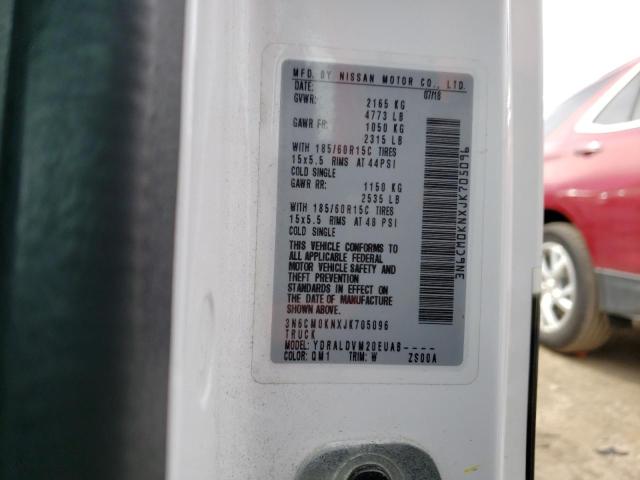 MFD. BY NISSAN MOTOR CO., LTD.
DATE: 07/18
GVWR: 2165 KG
4773 LB
GAWR FR: 1050 KG
2315 LB
WITH 185/60R15C TIRES
15x5.5 RIMS AT 44PSI
COLD SINGLE
GAWR RR: 1150 KG
2535 LB
WITH 185/60R15C TIRES
15x5.5 RIMS AT 48 PSI
COLD SINGLE
THIS VEHICLE CONFORMS TO
ALL APPLICABLE FEDERAL
MOTOR VEHICLE SAFETY AND
THEFT PREVENTION
STANDARDS IN EFFECT ON
THE DATE OF MANUFACTURE
SHOWN ABOVE.
3N6CM0KNXJK705096
TRUCK
MODEL: YDRALDVM20EUAB----
COLOR: QM1 TRIM: W ZS00A
3N6CM0KNXJK705096